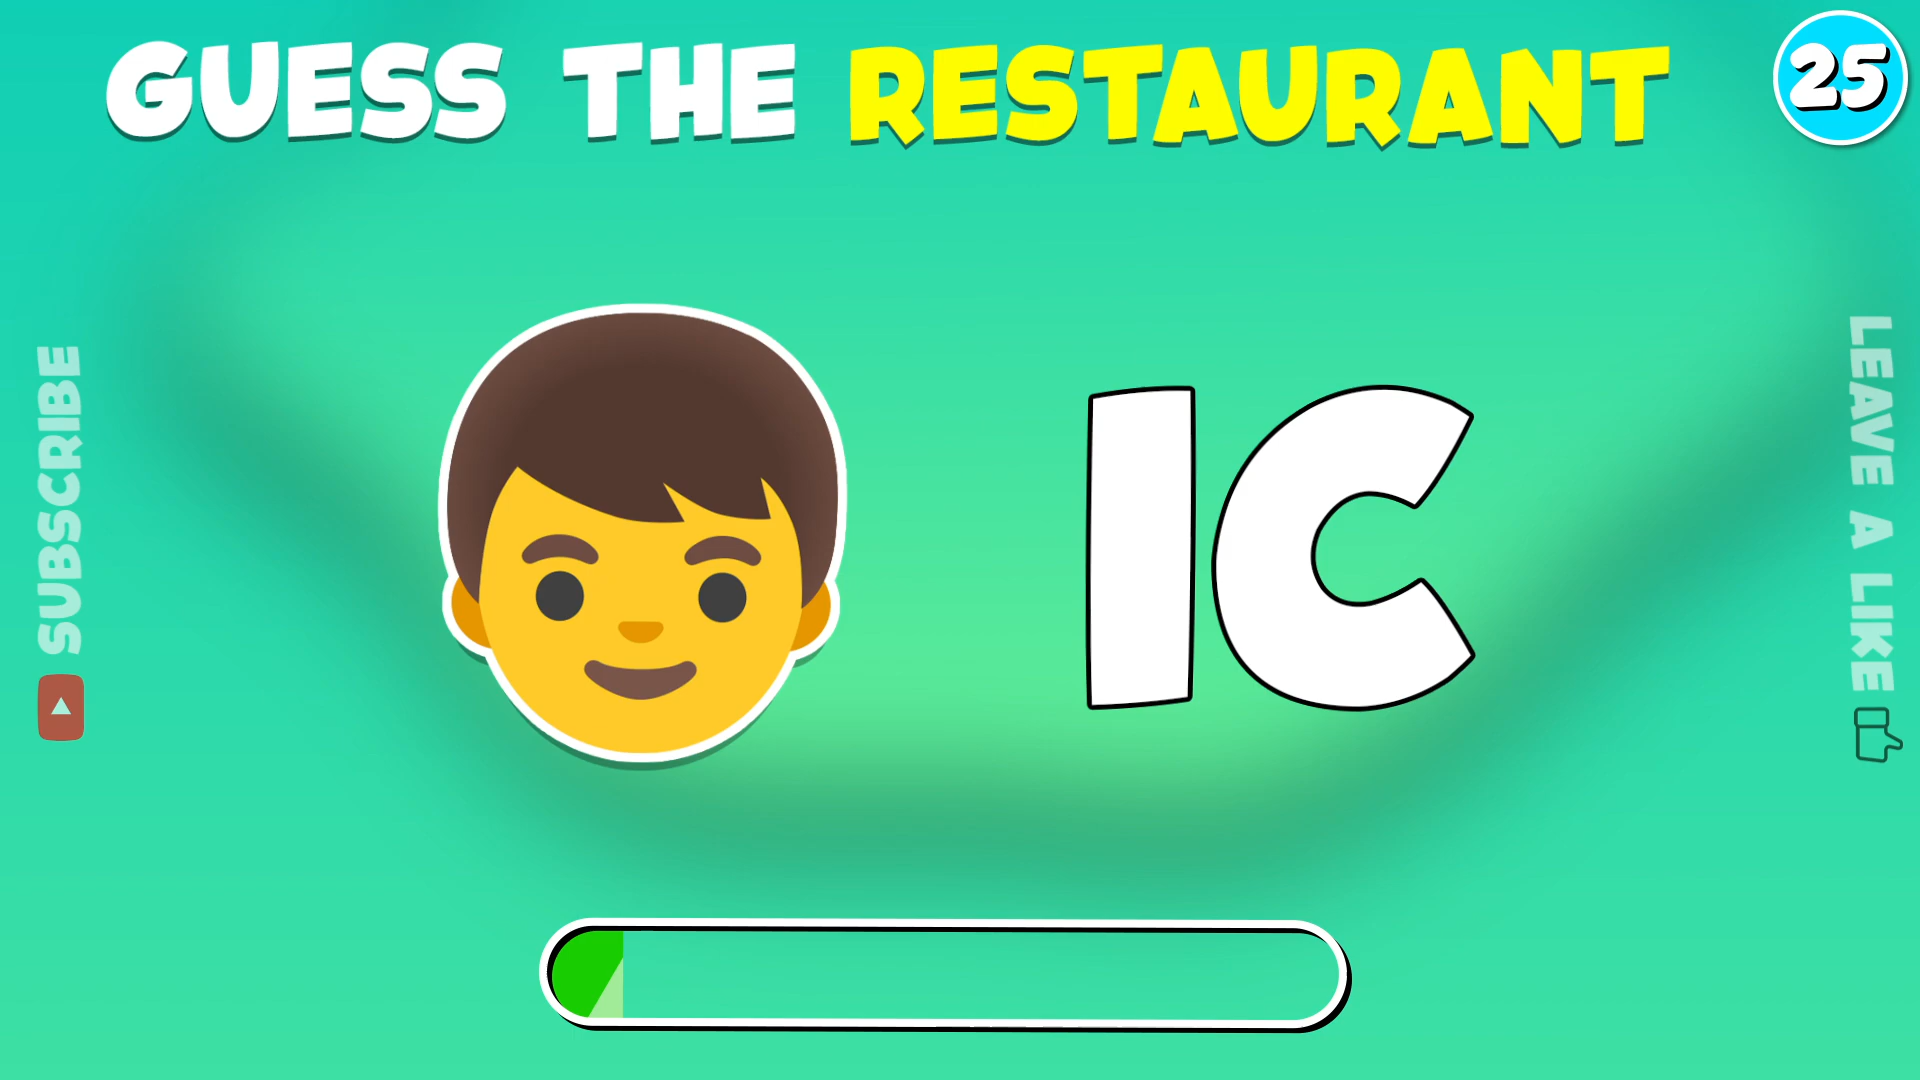 GUESS THE RESTAURANT
25
SUBSCRIBE
IC
LEAVE A LIKE